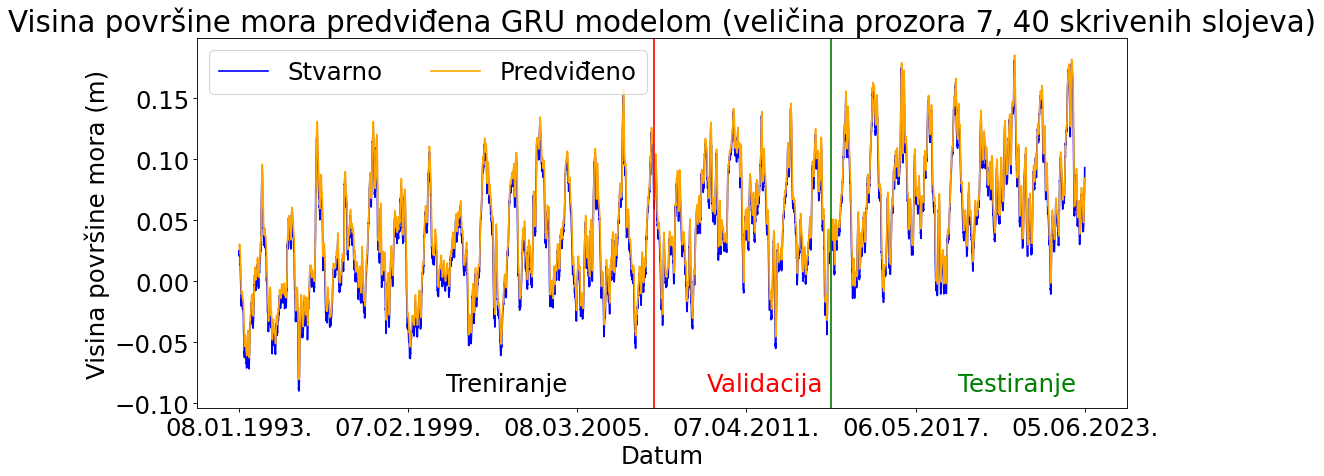 Visina površine mora predviđena GRU modelom (veličina prozora 7, 40 skrivenih slojeva)
Stvarno Predviđeno
Visina površine mora (m)
0.15
0.10
0.05
0.00
−0.05
−0.10
Treniranje Validacija Testiranje
08.01.1993. 07.02.1999. 08.03.2005. 07.04.2011. 06.05.2017. 05.06.2023.
Datum